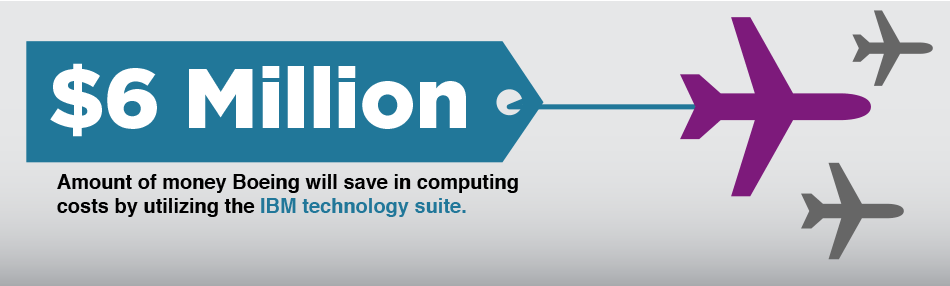 $6 Million
Amount of money Boeing will save in computing
costs by utilizing the IBM technology suite.